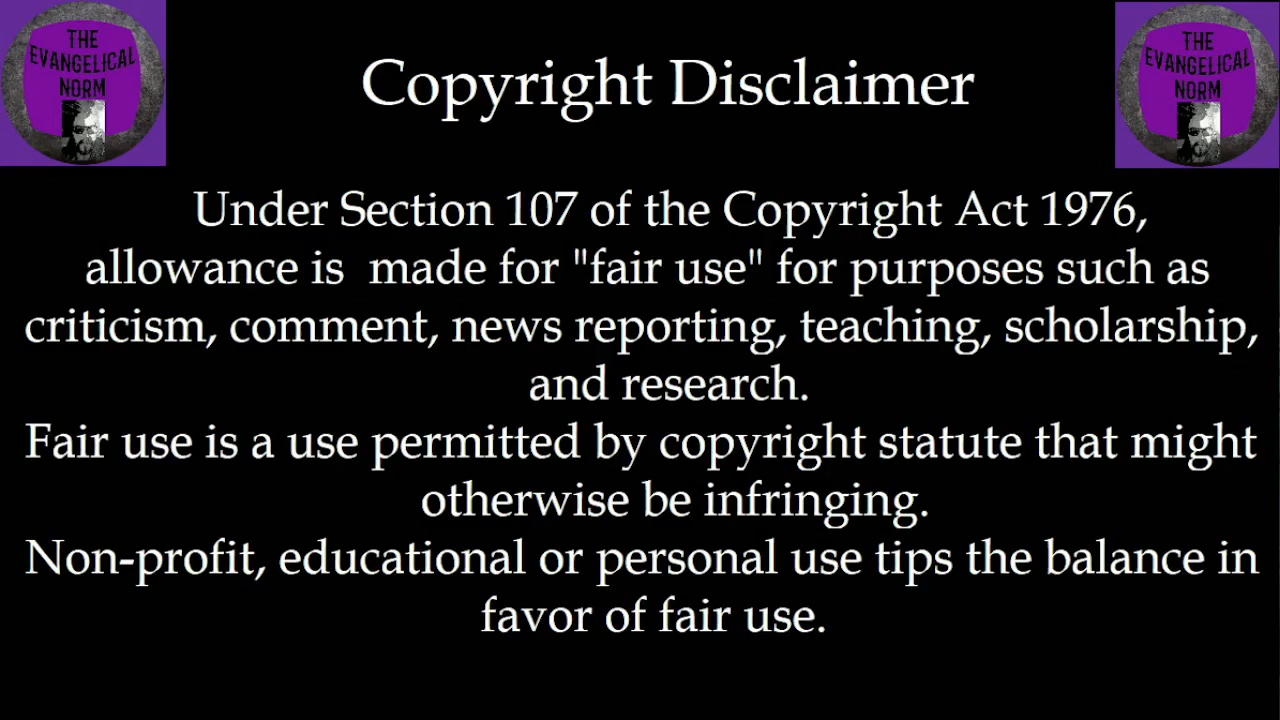 THE
EVANGELICAL
NORM
Copyright Disclaimer
THE
EVANGELICAL
NORM
Under Section 107 of the Copyright Act 1976,
allowance is  made for "fair use" for purposes such as
criticism, comment, news reporting, teaching, scholarship,
and research.
Fair use is a use permitted by copyright statute that might
otherwise be infringing.
Non-profit, educational or personal use tips the balance in
favor of fair use.